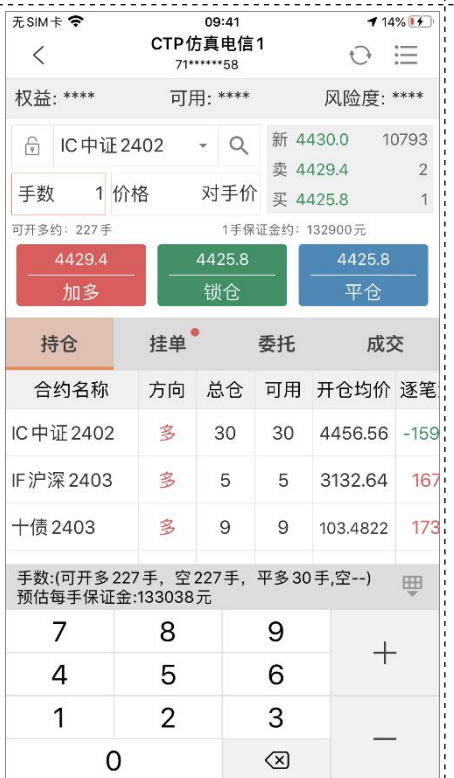 无SIM卡 09:41 14%
CTP仿真电信1
71******58
权益: **** 可用: **** 风险度: ****
IC中证2402 新 4430.0 10793
卖 4429.4 2
手数 1 价格 对手价 买 4425.8 1
可开多约: 227手 1手保证金约: 132900元
4429.4 4425.8 4425.8
加多 锁仓 平仓
持仓 挂单 委托 成交
合约名称 方向 总仓 可用 开仓均价 逐笔
IC中证2402 多 30 30 4456.56 -159
IF沪深2403 多 5 5 3132.64 167
十债2403 多 9 9 103.4822 173
手数:(可开多227手，空227手，平多30手,空--)
预估每手保证金:133038元
7 8 9 +
4 5 6
1 2 3 —
0